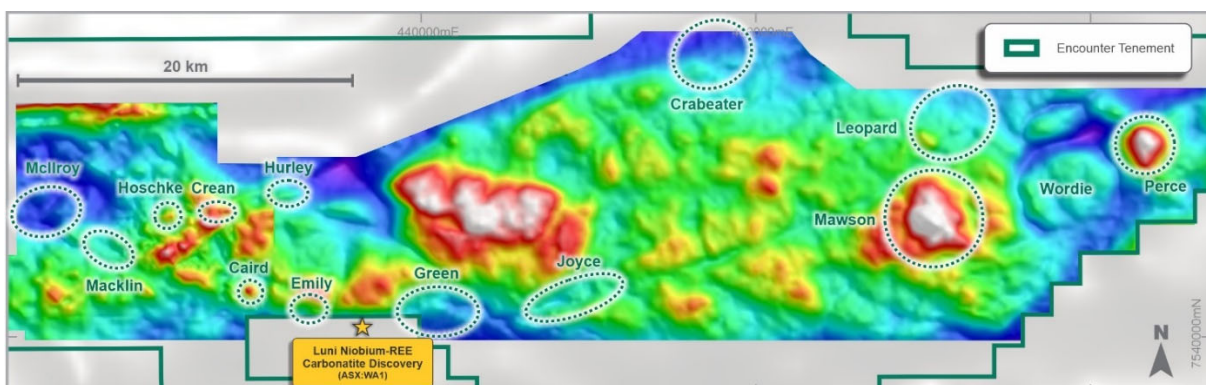 440000mE
Encounter Tenement
20 km
Crabeater
Leopard
McIlroy
Hurley
Hoschke
Crean
Wordie
Perce
Mawson
Macklin
Caird
Emily
Green
Joyce
7540000mN
N
Luni Niobium-REE
Carbonatite Discovery
(ASX:WA1)